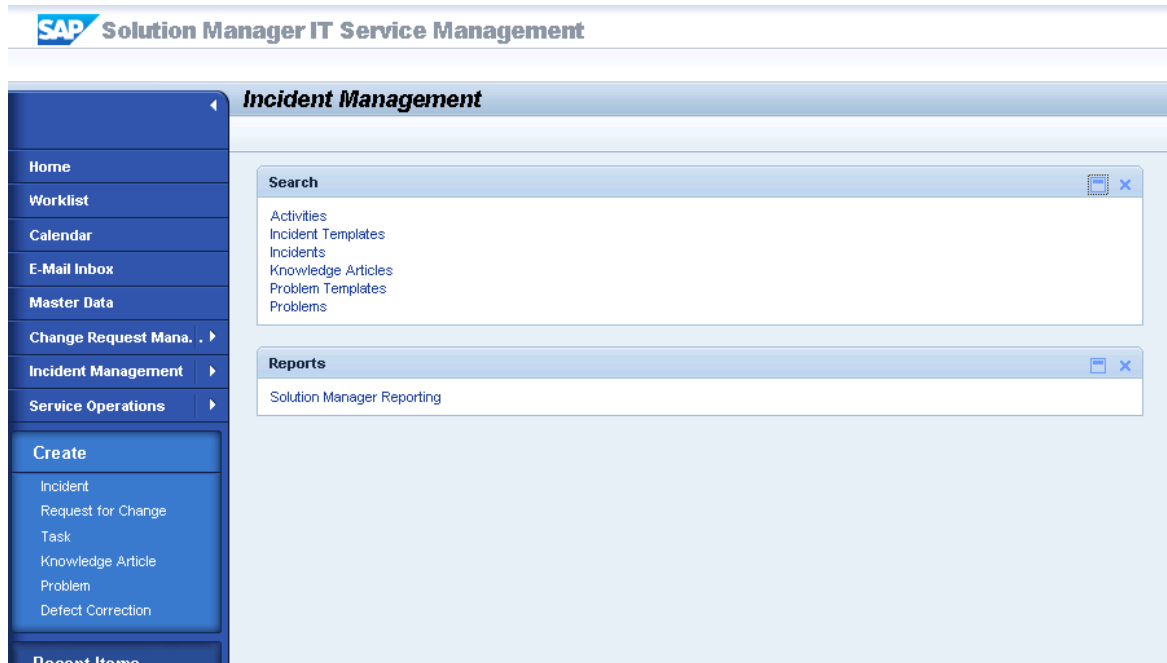 SAP Solution Manager IT Service Management
Incident Management
Home
Worklist
Calendar
E-Mail Inbox
Master Data
Change Request Mana. .
Incident Management
Service Operations
Create
Incident
Request for Change
Task
Knowledge Article
Problem
Defect Correction
Recent Items
Search
Activities
Incident Templates
Incidents
Knowledge Articles
Problem Templates
Problems
Reports
Solution Manager Reporting